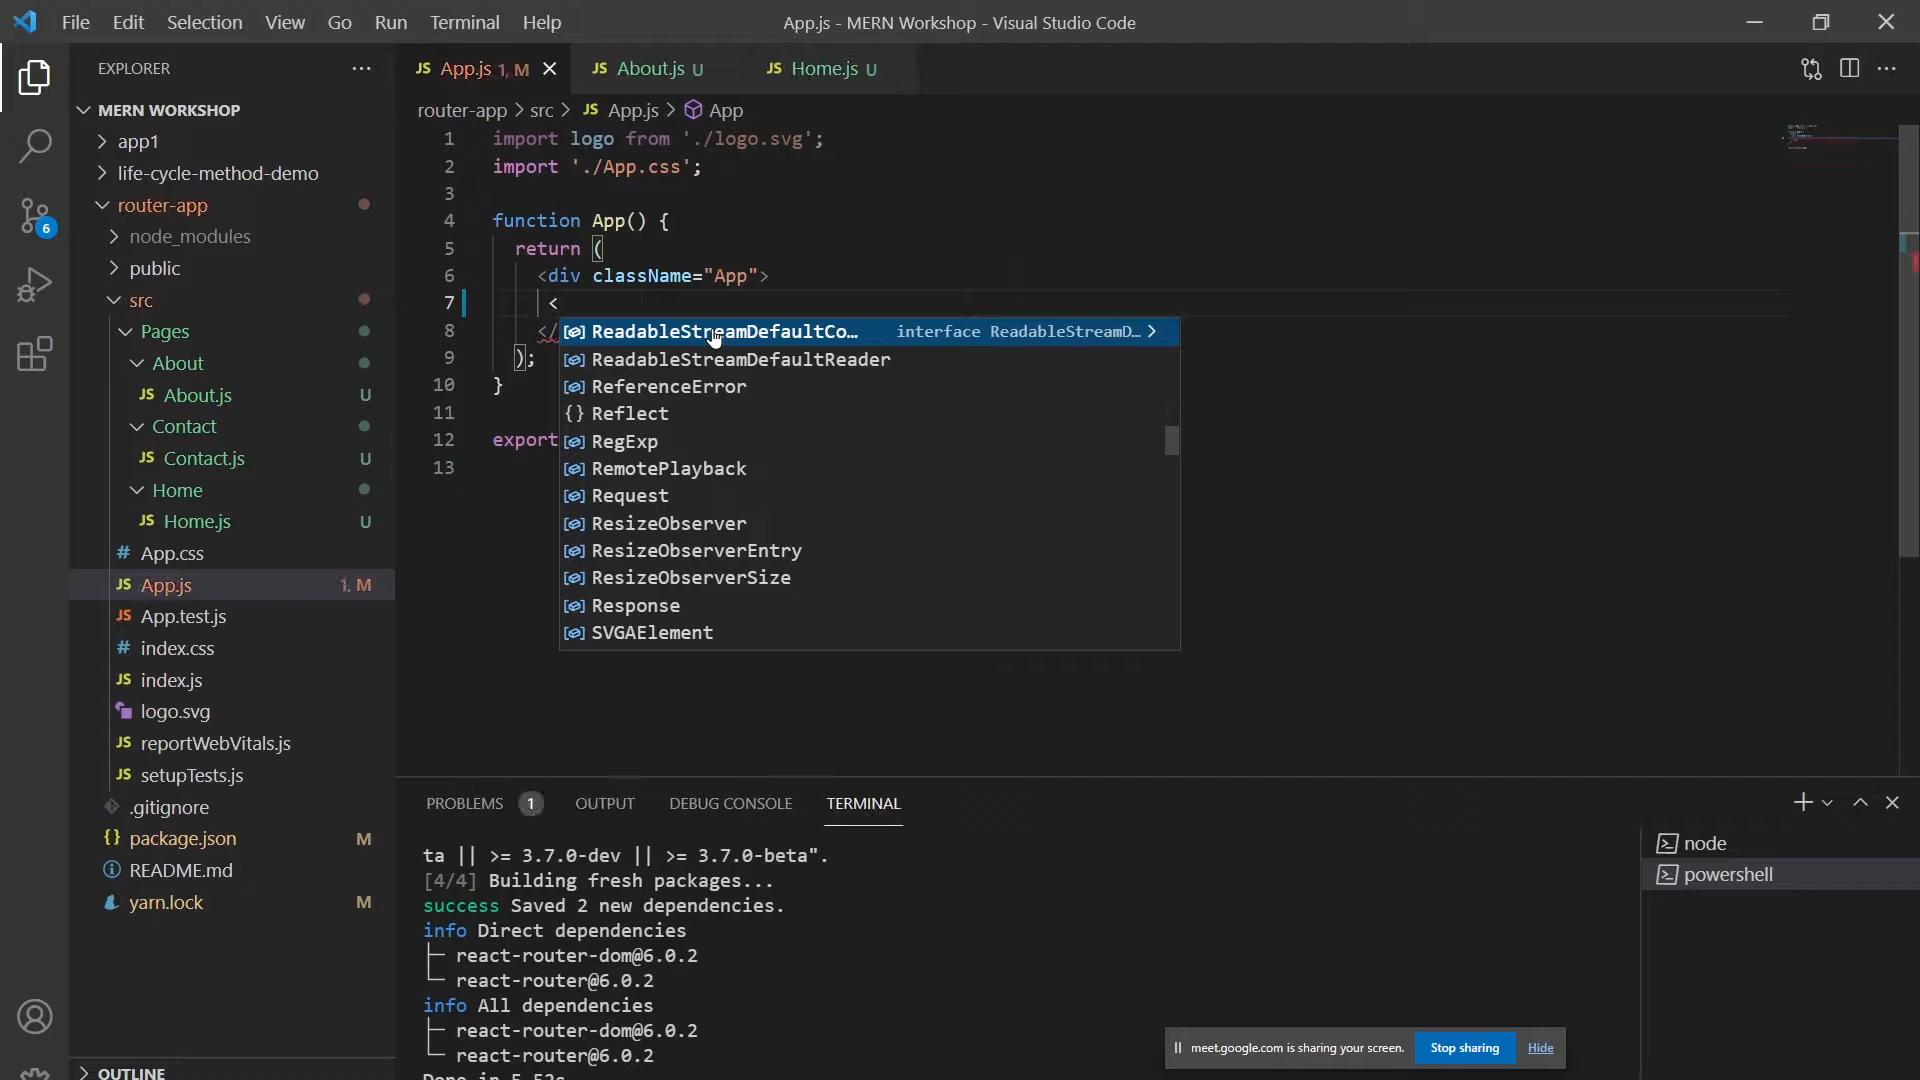 File Edit Selection View Go Run Terminal Help App.js - MERN Workshop - Visual Studio Code
EXPLORER
MERN WORKSHOP
app1
life-cycle-method-demo
router-app
node_modules
public
src
Pages
About
JS About.js U
Contact
JS Contact.js U
Home
JS Home.js U
# App.css
JS App.js 1, M
JS App.test.js
# index.css
JS index.js
logo.svg
JS reportWebVitals.js
JS setupTests.js
.gitignore
{} package.json M
README.md
yarn.lock M
OUTLINE
6
JS App.js 1, M JS About.js U JS Home.js U
router-app > src > JS App.js > App
1 import logo from './logo.svg';
2 import './App.css';
3
4 function App() {
5 return (
6 <div className="App">
7 <
8 </
9 );
10 }
11
12 export
13
ReadableStreamDefaultCo… interface ReadableStreamD…
ReadableStreamDefaultReader
ReferenceError
{} Reflect
RegExp
RemotePlayback
Request
ResizeObserver
ResizeObserverEntry
ResizeObserverSize
Response
SVGAElement
PROBLEMS 1 OUTPUT DEBUG CONSOLE TERMINAL
ta || >= 3.7.0-dev || >= 3.7.0-beta".
[4/4] Building fresh packages...
success Saved 2 new dependencies.
info Direct dependencies
├─ react-router-dom@6.0.2
└─ react-router@6.0.2
info All dependencies
├─ react-router-dom@6.0.2
└─ react-router@6.0.2
Done in 5.52s.
node
powershell
meet.google.com is sharing your screen. Stop sharing Hide